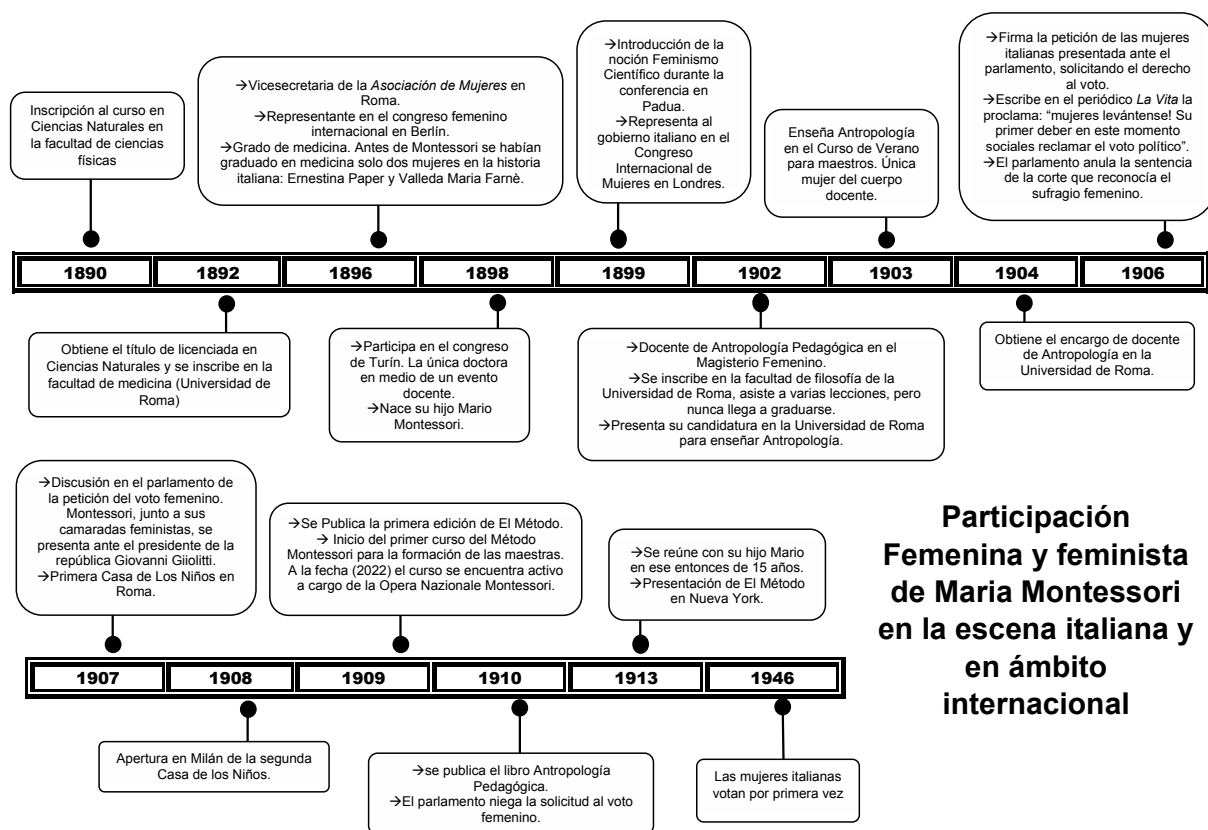 Inscripción al curso en
Ciencias Naturales en
la facultad de ciencias
físicas
→Vicesecretaria de la Asociación de Mujeres en
Roma.
→Representante en el congreso femenino
internacional en Berlín.
→Grado de medicina. Antes de Montessori se habían
graduado en medicina solo dos mujeres en la historia
italiana: Ernestina Paper y Valleda Maria Farnè.
→Introducción de la
noción Feminismo
Científico durante la
conferencia en
Padua.
→Representa al
gobierno italiano en el
Congreso
Internacional de
Mujeres en Londres.
Enseña Antropología
en el Curso de Verano
para maestros. Única
mujer del cuerpo
docente.
→Firma la petición de las mujeres
italianas presentada ante el
parlamento, solicitando el derecho
al voto.
→Escribe en el periódico La Vita la
proclama: “mujeres levántense! Su
primer deber en este momento
sociales reclamar el voto político”.
→El parlamento anula la sentencia
de la corte que reconocía el
sufragio femenino.
1890 1892 1896 1898 1899 1902 1903 1904 1906
Obtiene el título de licenciada en
Ciencias Naturales y se inscribe en la
facultad de medicina (Universidad de
Roma)
→Participa en el congreso
de Turín. La única doctora
en medio de un evento
docente.
→Nace su hijo Mario
Montessori.
→Docente de Antropología Pedagógica en el
Magisterio Femenino.
→Se inscribe en la facultad de filosofía de la
Universidad de Roma, asiste a varias lecciones, pero
nunca llega a graduarse.
→Presenta su candidatura en la Universidad de Roma
para enseñar Antropología.
Obtiene el encargo de docente
de Antropología en la
Universidad de Roma.
→Discusión en el parlamento de
la petición del voto femenino.
Montessori, junto a sus
camaradas feministas, se
presenta ante el presidente de la
república Giovanni Giiolitti.
→Primera Casa de Los Niños en
Roma.
→Se Publica la primera edición de El Método.
→ Inicio del primer curso del Método
Montessori para la formación de las maestras.
A la fecha (2022) el curso se encuentra activo
a cargo de la Opera Nazionale Montessori.
→Se reúne con su hijo Mario
en ese entonces de 15 años.
→Presentación de El Método
en Nueva York.
Participación
Femenina y feminista
de Maria Montessori
en la escena italiana y
en ámbito
internacional
1907 1908 1909 1910 1913 1946
Apertura en Milán de la segunda
Casa de los Niños.
→se publica el libro Antropología
Pedagógica.
→El parlamento niega la solicitud al voto
femenino.
Las mujeres italianas
votan por primera vez